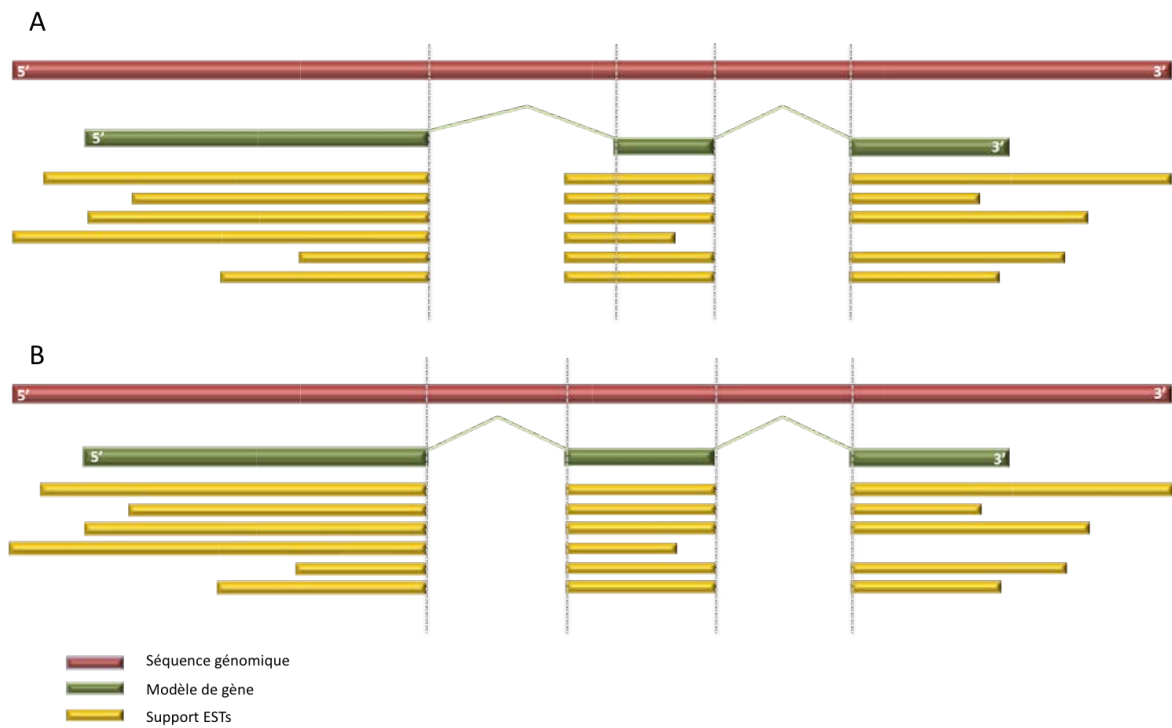 A
5’ 3’
5’ 3’
B
5’ 3’
5’ 3’
Séquence génomique
Modèle de gène
Support ESTs